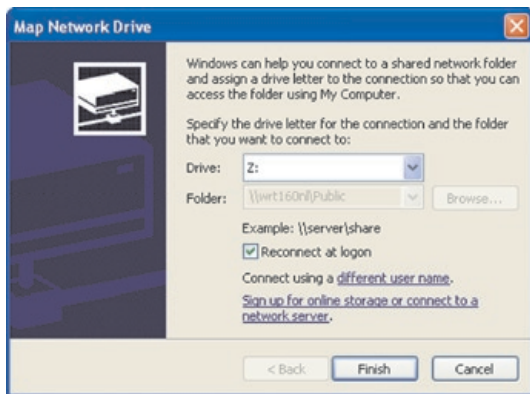 Map Network Drive
Windows can help you connect to a shared network folder
and assign a drive letter to the connection so that you can
access the folder using My Computer.
Specify the drive letter for the connection and the folder
that you want to connect to:
Drive: Z:
Folder: \\wrt160nl\Public Browse...
Example: \\server\share
Reconnect at logon
Connect using a different user name.
Sign up for online storage or connect to a
network server.
< Back Finish Cancel